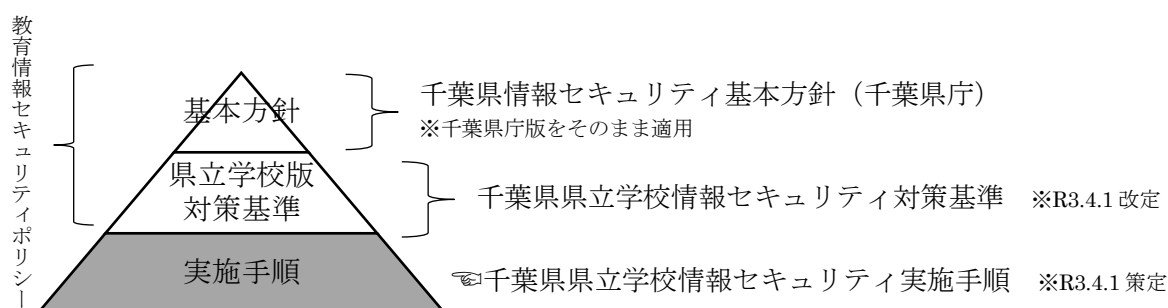 教育情報セキュリティポリシー
基本方針
千葉県情報セキュリティ基本方針（千葉県庁）
※千葉県庁版をそのまま適用
県立学校版
対策基準
千葉県県立学校情報セキュリティ対策基準 ※R3.4.1 改定
実施手順
☜千葉県県立学校情報セキュリティ実施手順 ※R3.4.1 策定